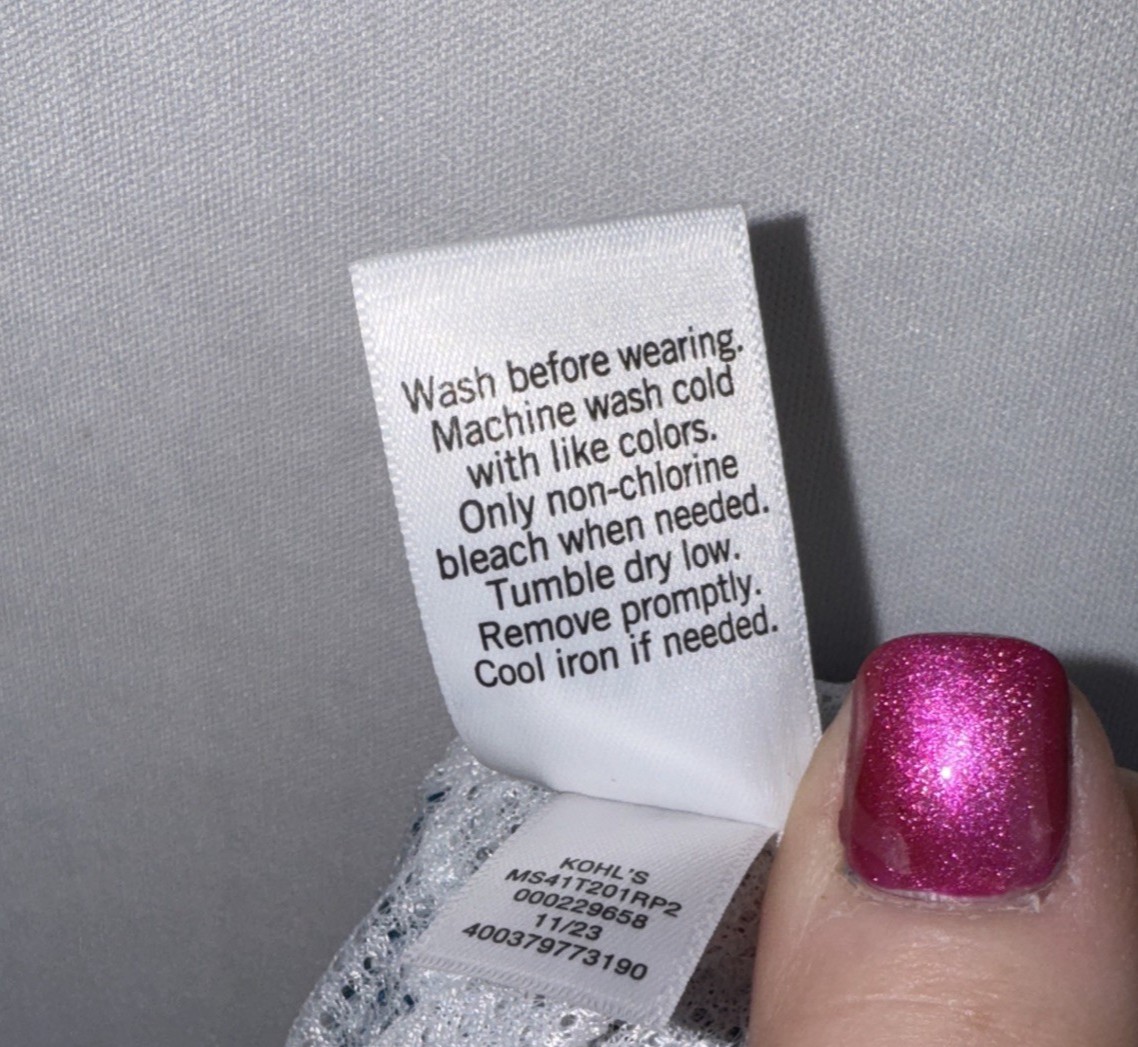 Wash before wearing.
Machine wash cold
with like colors.
Only non-chlorine
bleach when needed.
Tumble dry low.
Remove promptly.
Cool iron if needed.
KOHL'S
MS41T201RP2
000229658
11/23
400379773190